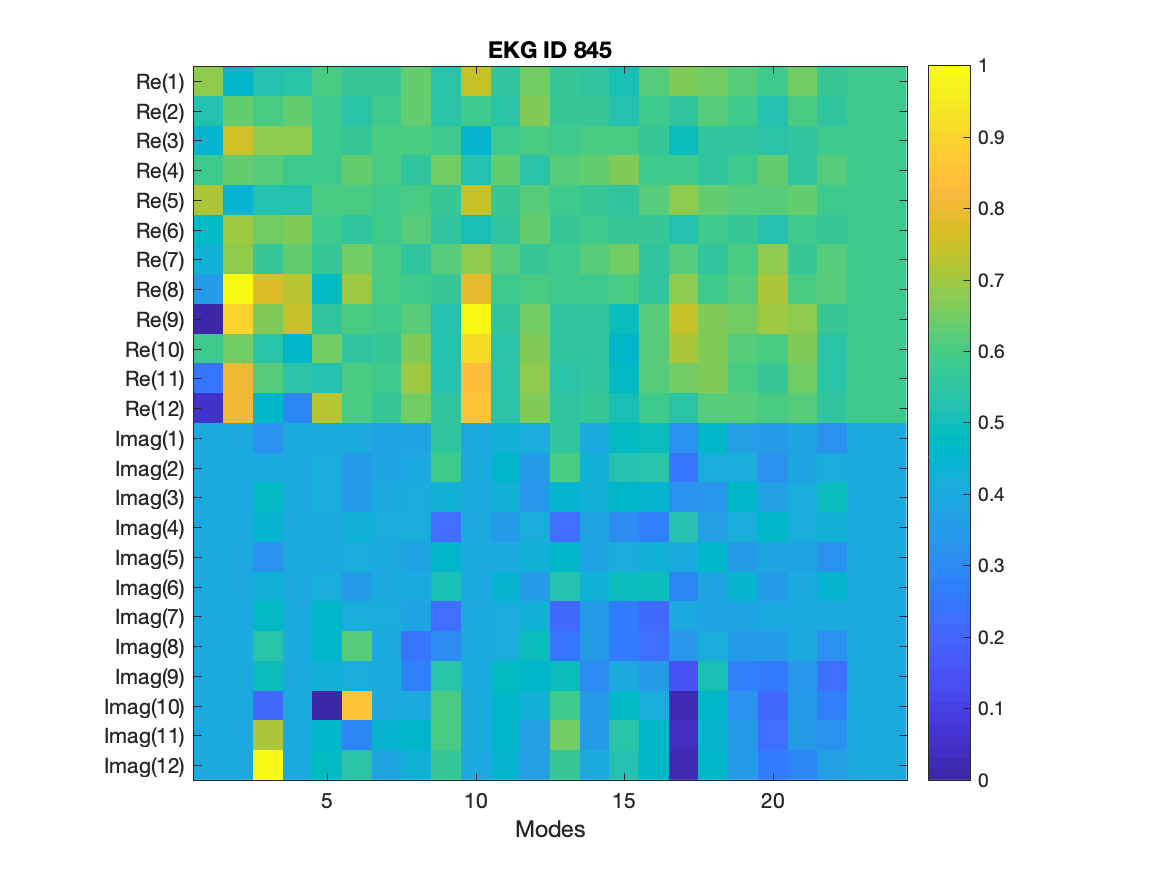 EKG ID 845
Re(1)
Re(2)
Re(3)
Re(4)
Re(5)
Re(6)
Re(7)
Re(8)
Re(9)
Re(10)
Re(11)
Re(12)
Imag(1)
Imag(2)
Imag(3)
Imag(4)
Imag(5)
Imag(6)
Imag(7)
Imag(8)
Imag(9)
Imag(10)
Imag(11)
Imag(12)
5 10 15 20
Modes
1
0.9
0.8
0.7
0.6
0.5
0.4
0.3
0.2
0.1
0